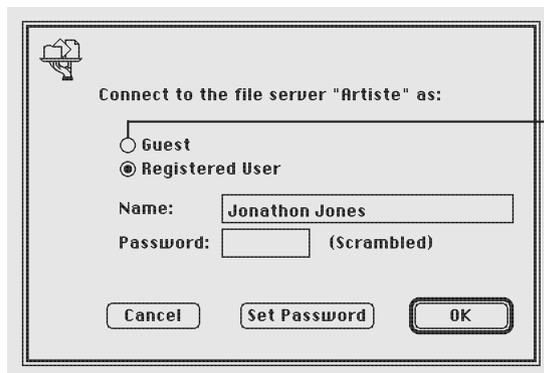 Connect to the file server "Artiste" as:
Guest
Registered User
Name: Jonathon Jones
Password: (Scrambled)
Cancel Set Password OK